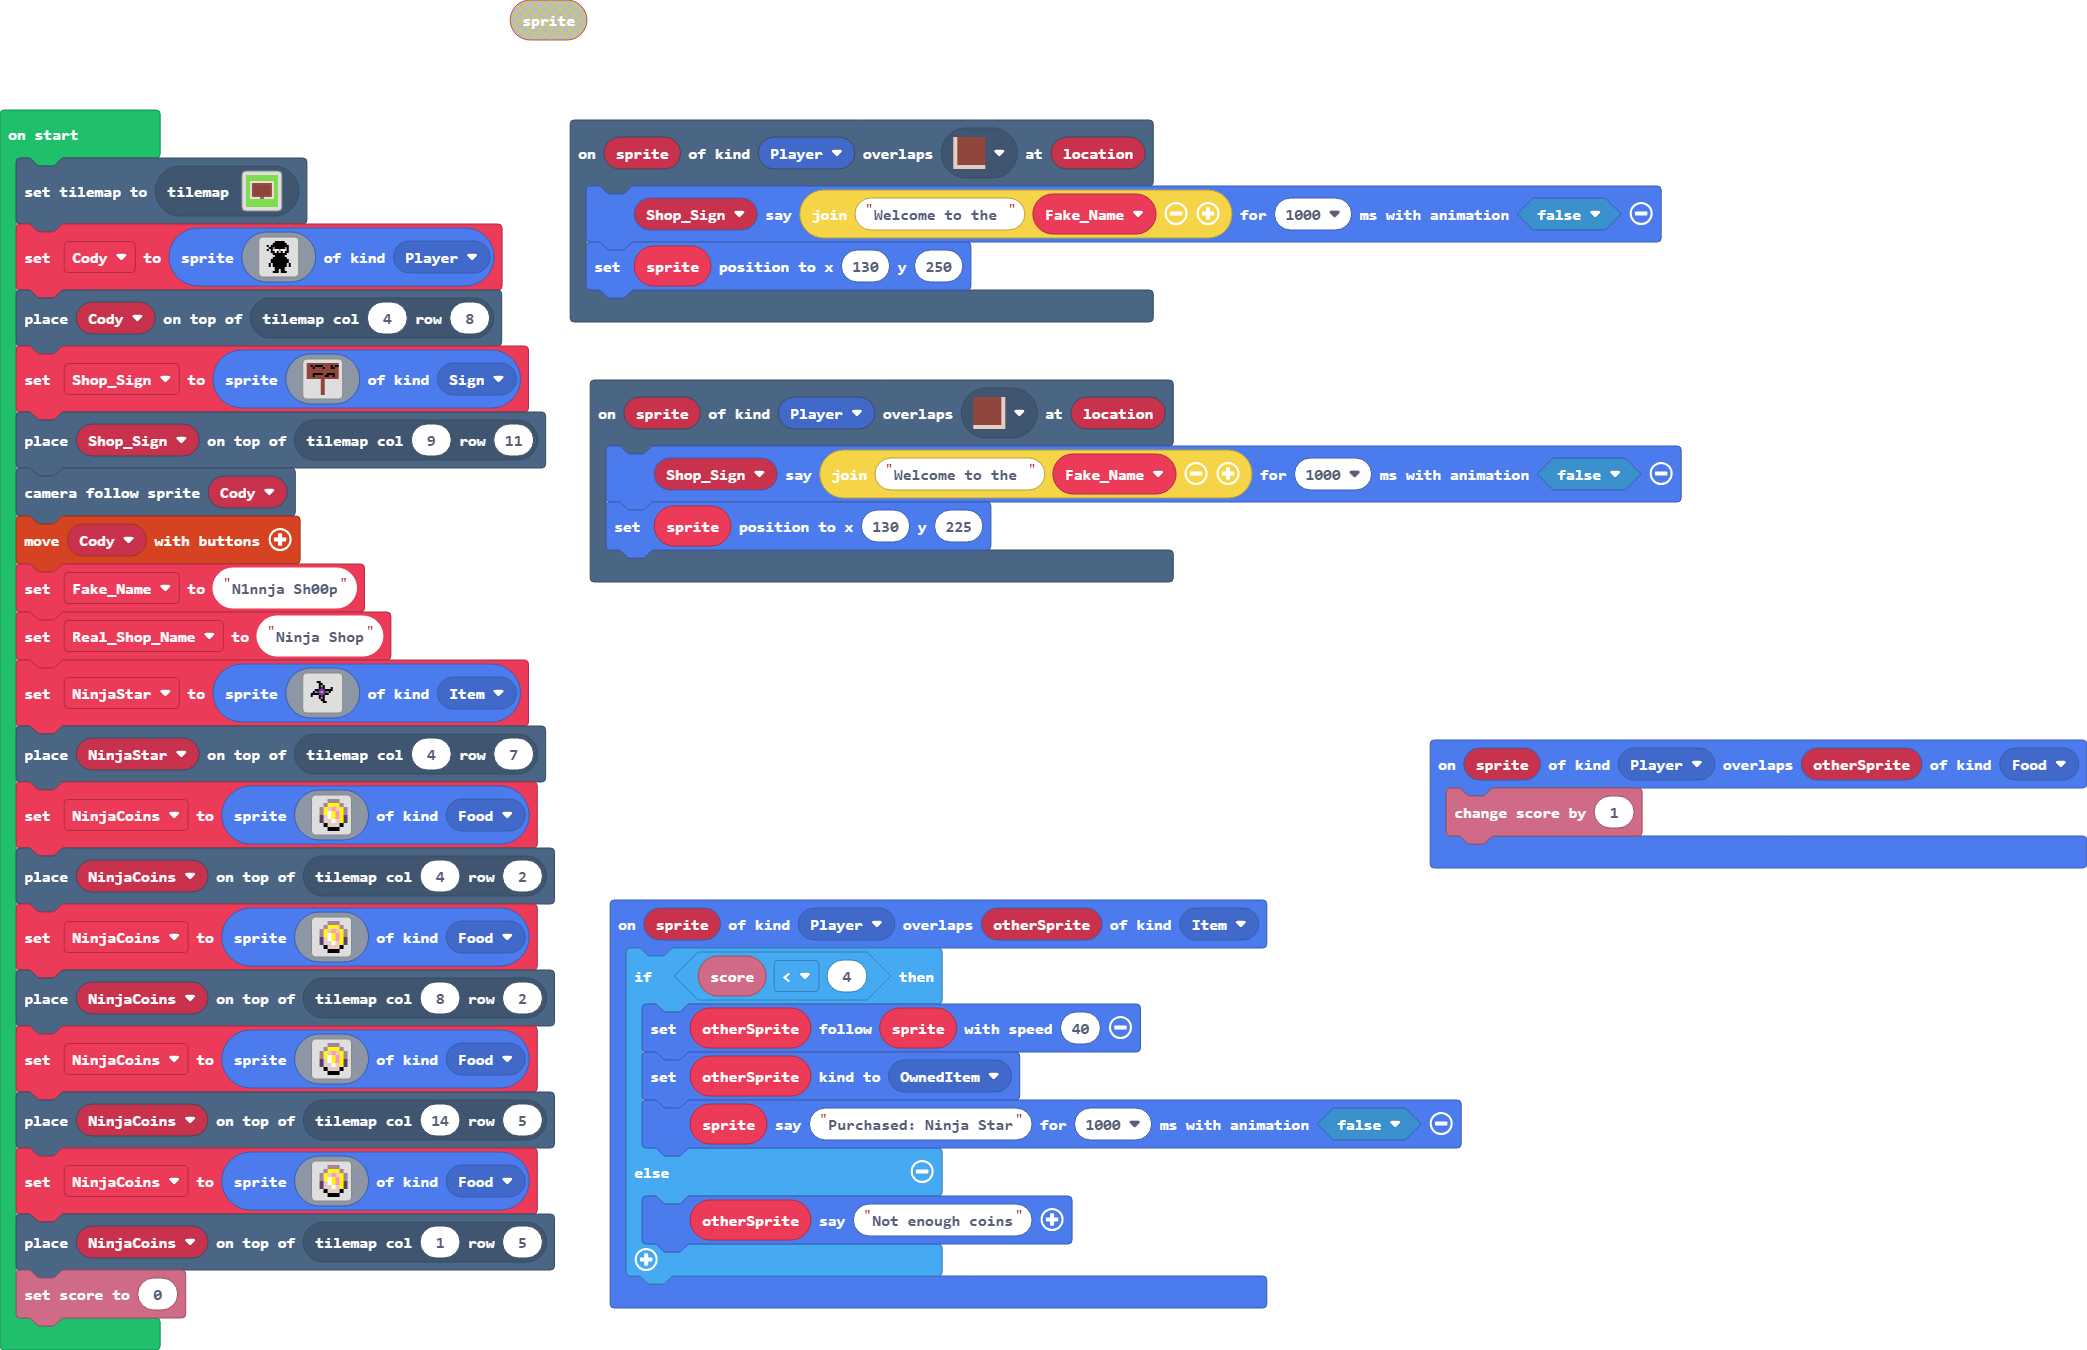 sprite
on start
set tilemap to tilemap
set Cody to sprite of kind Player
place Cody on top of tilemap col 4 row 8
set Shop_Sign to sprite of kind Sign
place Shop_Sign on top of tilemap col 9 row 11
camera follow sprite Cody
move Cody with buttons
set Fake_Name to "N1nnja Sh00p"
set Real_Shop_Name to "Ninja Shop"
set NinjaStar to sprite of kind Item
place NinjaStar on top of tilemap col 4 row 7
set NinjaCoins to sprite of kind Food
place NinjaCoins on top of tilemap col 4 row 2
set NinjaCoins to sprite of kind Food
place NinjaCoins on top of tilemap col 8 row 2
set NinjaCoins to sprite of kind Food
place NinjaCoins on top of tilemap col 14 row 5
set NinjaCoins to sprite of kind Food
place NinjaCoins on top of tilemap col 1 row 5
set score to 0
on sprite of kind Player overlaps at location
Shop_Sign say join "Welcome to the " Fake_Name for 1000 ms with animation false
set sprite position to x 130 y 250
on sprite of kind Player overlaps at location
Shop_Sign say join "Welcome to the " Fake_Name for 1000 ms with animation false
set sprite position to x 130 y 225
on sprite of kind Player overlaps otherSprite of kind Food
change score by 1
on sprite of kind Player overlaps otherSprite of kind Item
if score < 4 then
set otherSprite follow sprite with speed 40
set otherSprite kind to OwnedItem
sprite say "Purchased: Ninja Star" for 1000 ms with animation false
else
otherSprite say "Not enough coins"